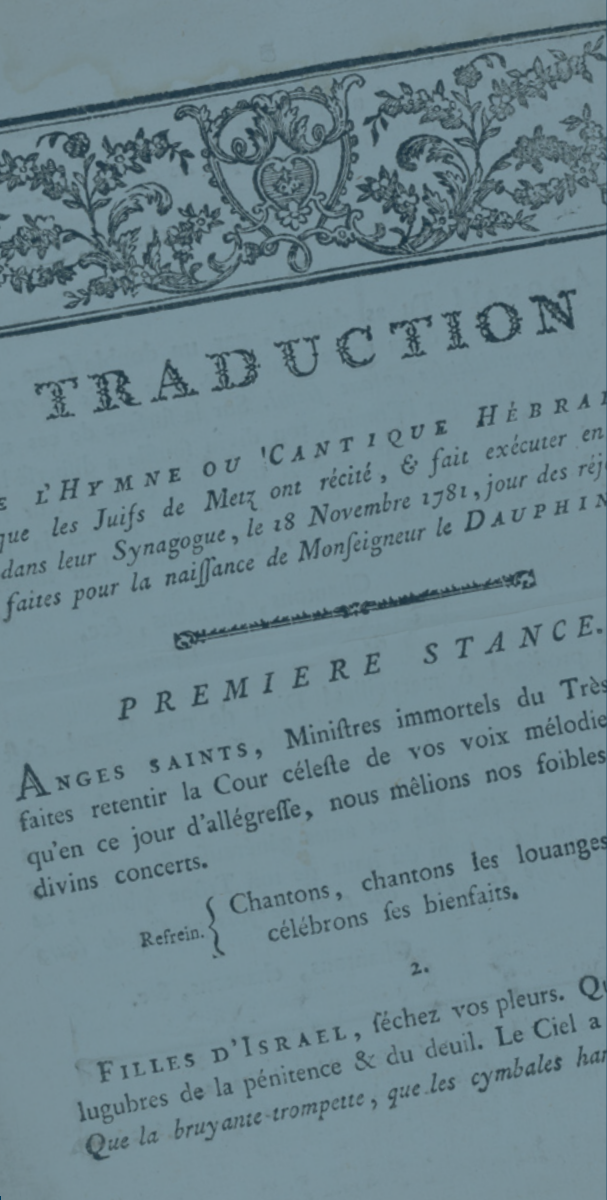 TRADUCTION
E L'HYMNE OU CANTIQUE HÉBRAI
que les Juifs de Metz ont récité, & fait exécuter en
dans leur Synagogue, le 18 Novembre 1781, jour des réjo
faites pour la naiſſance de Monſeigneur le DAUPHIN
PREMIERE STANCE.
ANGES SAINTS, Miniſtres immortels du Très
faites retentir la Cour céleſte de vos voix mélodie
qu'en ce jour d'allégreſſe, nous mêlions nos foibles
divins concerts.
Refrein. { Chantons, chantons ſes louanges
célébrons ſes bienfaits.
2.
FILLES D'ISRAEL, ſéchez vos pleurs. Qu
lugubres de la pénitence & du deuil. Le Ciel a
Que la bruyante trompette, que les cymbales har